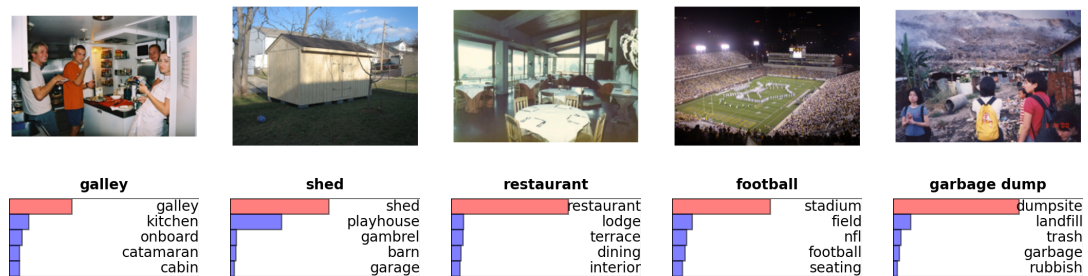 galley
galley
kitchen
onboard
catamaran
cabin
shed
shed
playhouse
gambrel
barn
garage
restaurant
restaurant
lodge
terrace
dining
interior
football
stadium
field
nfl
football
seating
garbage dump
dumpsite
landfill
trash
garbage
rubbish